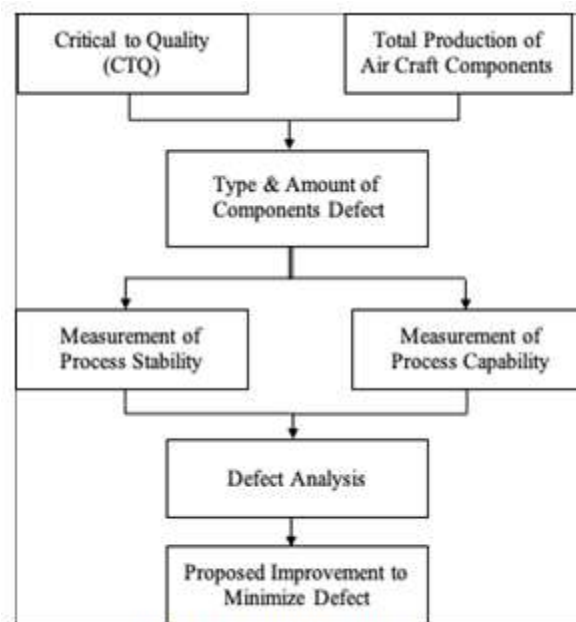 Critical to Quality
(CTQ)
Total Production of
Air Craft Components
Type & Amount of
Components Defect
Measurement of
Process Stability
Measurement of
Process Capability
Defect Analysis
Proposed Improvement to
Minimize Defect